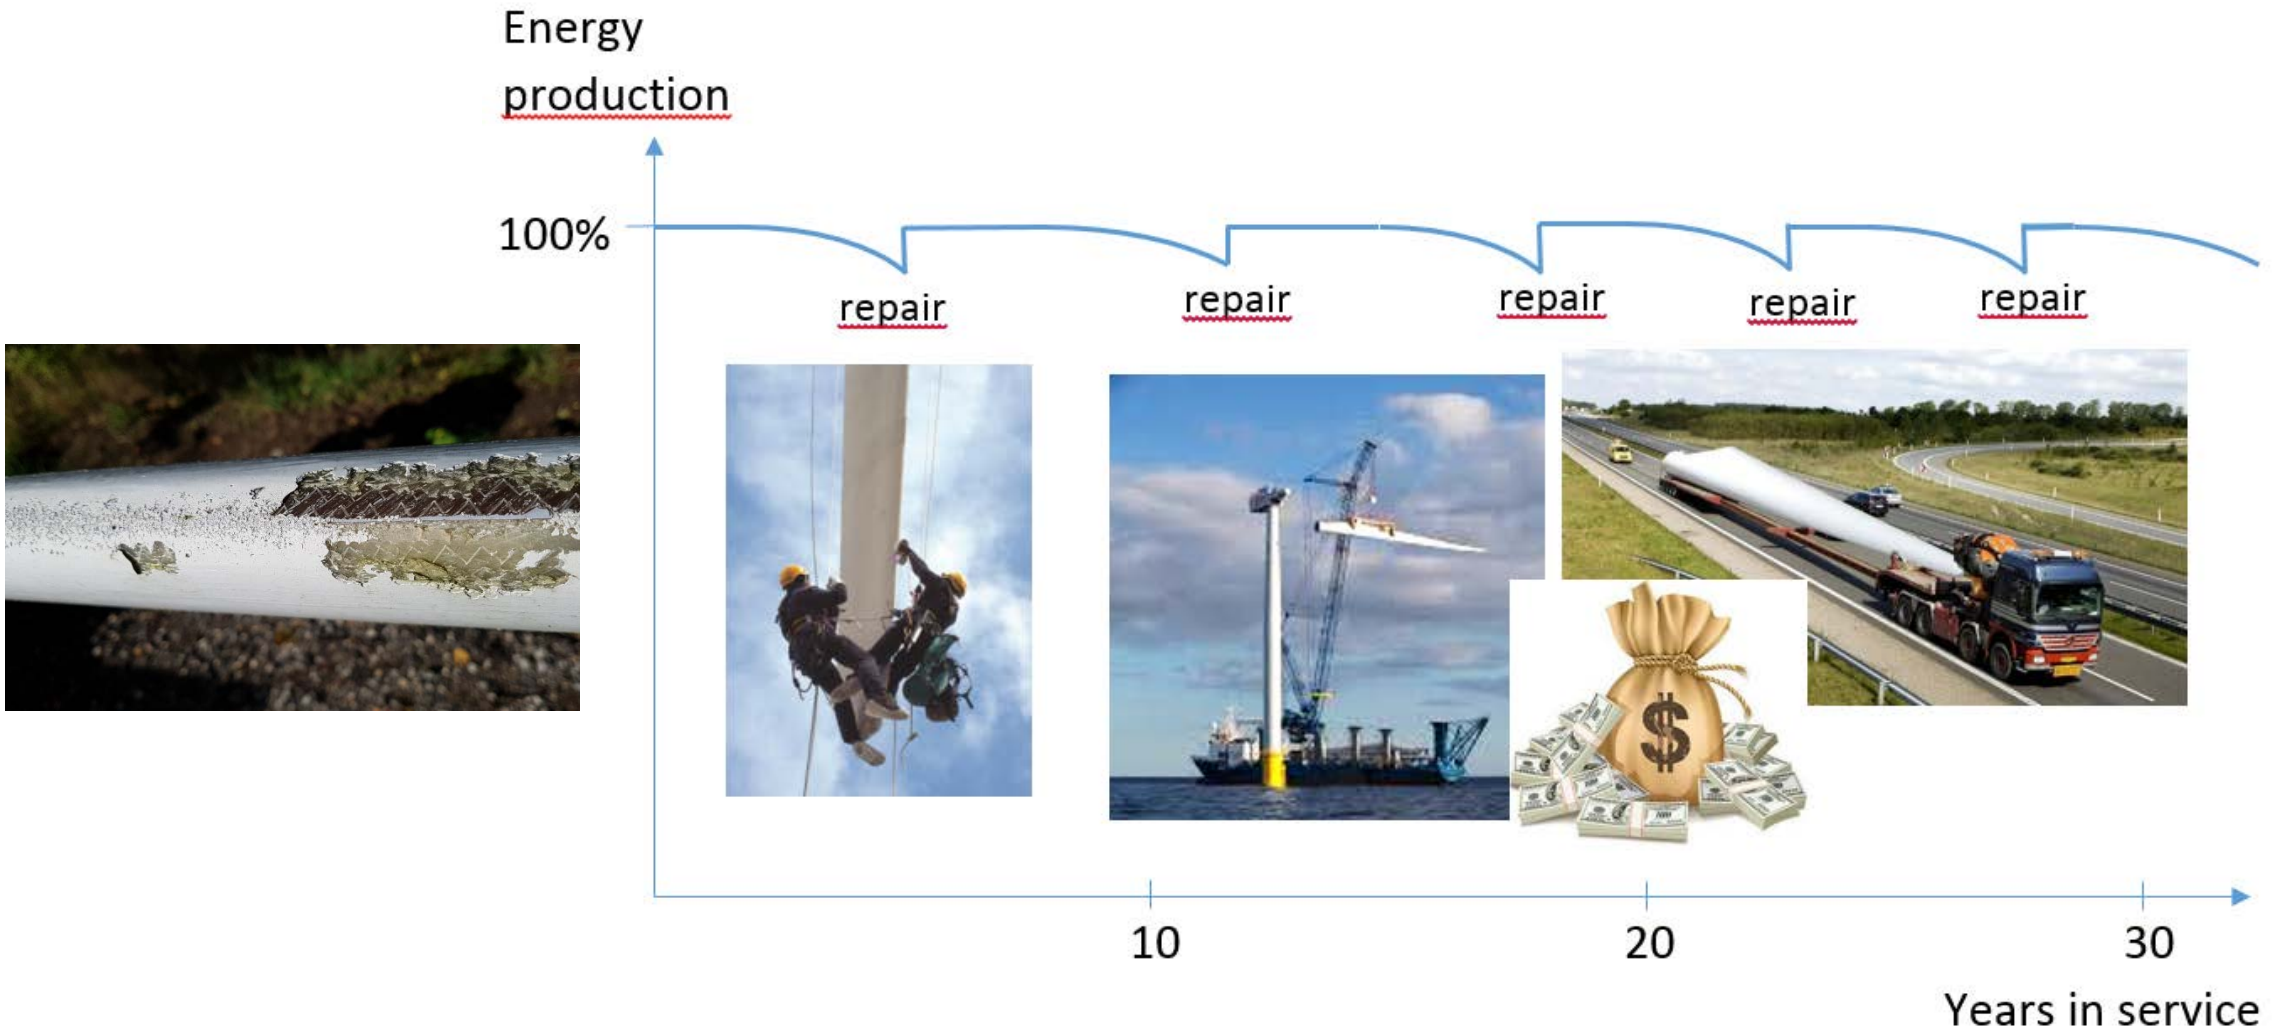 Energy
production
100%
repair
repair
repair
repair
repair
$
10
20
30
Years in service